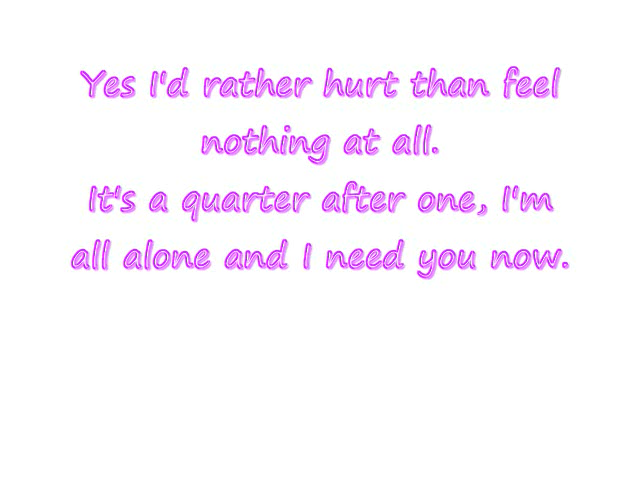 Yes I'd rather hurt than feel
nothing at all.
It's a quarter after one, I'm
all alone and I need you now.